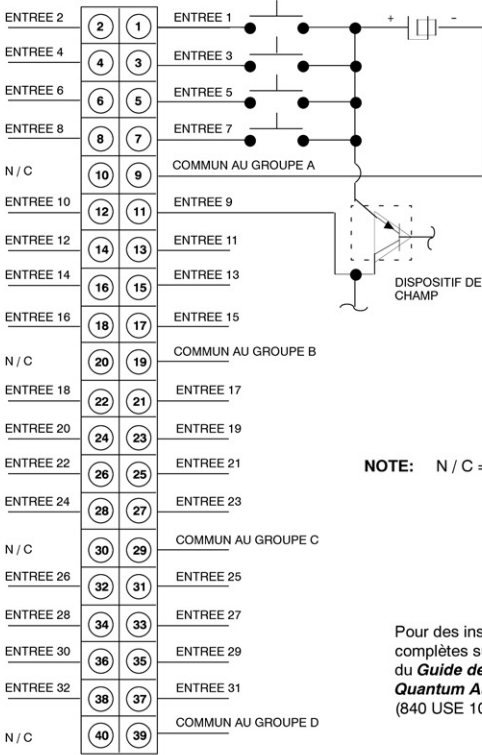 ENTREE 2 2 1 ENTREE 1 + -
ENTREE 4 4 3 ENTREE 3
ENTREE 6 6 5 ENTREE 5
ENTREE 8 8 7 ENTREE 7
N / C 10 9 COMMUN AU GROUPE A
ENTREE 10 12 11 ENTREE 9
ENTREE 12 14 13 ENTREE 11
ENTREE 14 16 15 ENTREE 13
DISPOSITIF DE
CHAMP
ENTREE 16 18 17 ENTREE 15
N / C 20 19 COMMUN AU GROUPE B
ENTREE 18 22 21 ENTREE 17
ENTREE 20 24 23 ENTREE 19
ENTREE 22 26 25 ENTREE 21
NOTE: N / C =
ENTREE 24 28 27 ENTREE 23
N / C 30 29 COMMUN AU GROUPE C
ENTREE 26 32 31 ENTREE 25
ENTREE 28 34 33 ENTREE 27
ENTREE 30 36 35 ENTREE 29
ENTREE 32 38 37 ENTREE 31
N / C 40 39 COMMUN AU GROUPE D
Pour des ins
complètes s
du Guide de
Quantum A
(840 USE 10